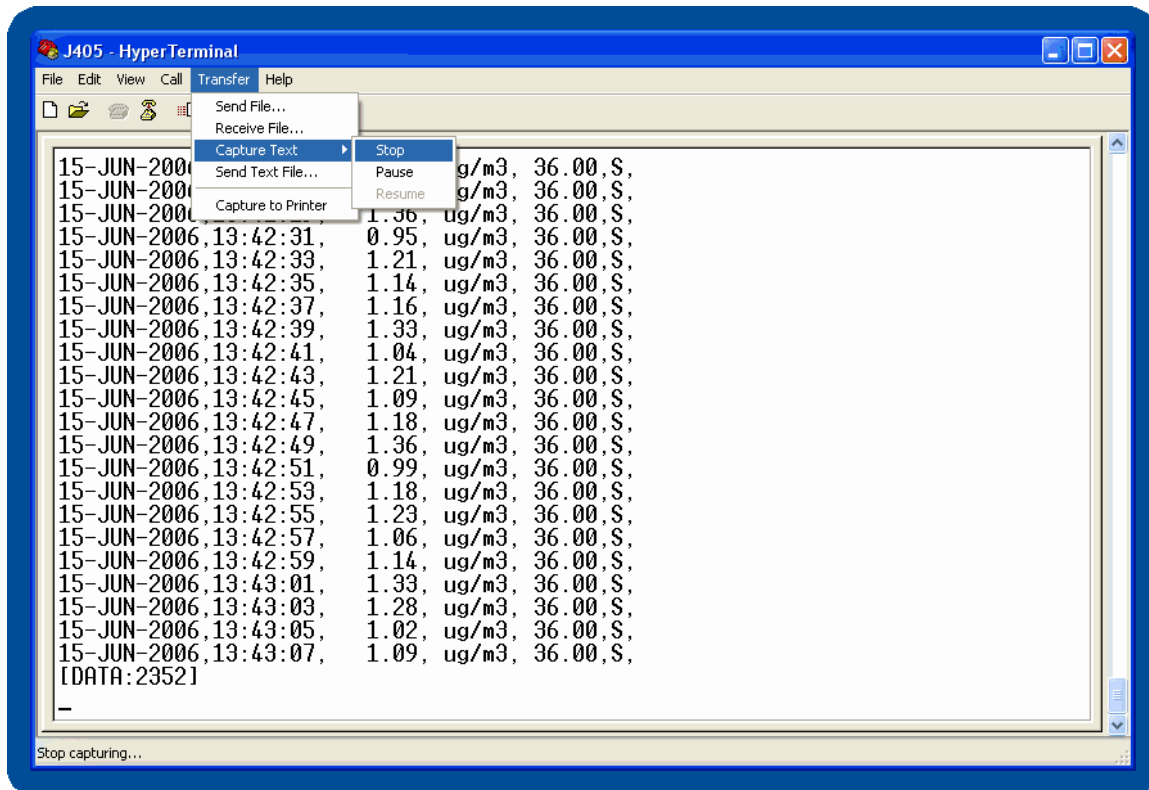 J405 - HyperTerminal
File Edit View Call Transfer Help
Send File...
Receive File...
Capture Text
Send Text File...
Capture to Printer
Stop
Pause
Resume
15-JUN-200 g/m3, 36.00,S,
15-JUN-200 g/m3, 36.00,S,
15-JUN-200 1.36, ug/m3, 36.00,S,
15-JUN-2006,13:42:31, 0.95, ug/m3, 36.00,S,
15-JUN-2006,13:42:33, 1.21, ug/m3, 36.00,S,
15-JUN-2006,13:42:35, 1.14, ug/m3, 36.00,S,
15-JUN-2006,13:42:37, 1.16, ug/m3, 36.00,S,
15-JUN-2006,13:42:39, 1.33, ug/m3, 36.00,S,
15-JUN-2006,13:42:41, 1.04, ug/m3, 36.00,S,
15-JUN-2006,13:42:43, 1.21, ug/m3, 36.00,S,
15-JUN-2006,13:42:45, 1.09, ug/m3, 36.00,S,
15-JUN-2006,13:42:47, 1.18, ug/m3, 36.00,S,
15-JUN-2006,13:42:49, 1.36, ug/m3, 36.00,S,
15-JUN-2006,13:42:51, 0.99, ug/m3, 36.00,S,
15-JUN-2006,13:42:53, 1.18, ug/m3, 36.00,S,
15-JUN-2006,13:42:55, 1.23, ug/m3, 36.00,S,
15-JUN-2006,13:42:57, 1.06, ug/m3, 36.00,S,
15-JUN-2006,13:42:59, 1.14, ug/m3, 36.00,S,
15-JUN-2006,13:43:01, 1.33, ug/m3, 36.00,S,
15-JUN-2006,13:43:03, 1.28, ug/m3, 36.00,S,
15-JUN-2006,13:43:05, 1.02, ug/m3, 36.00,S,
15-JUN-2006,13:43:07, 1.09, ug/m3, 36.00,S,
[DATA:2352]
_
Stop capturing...